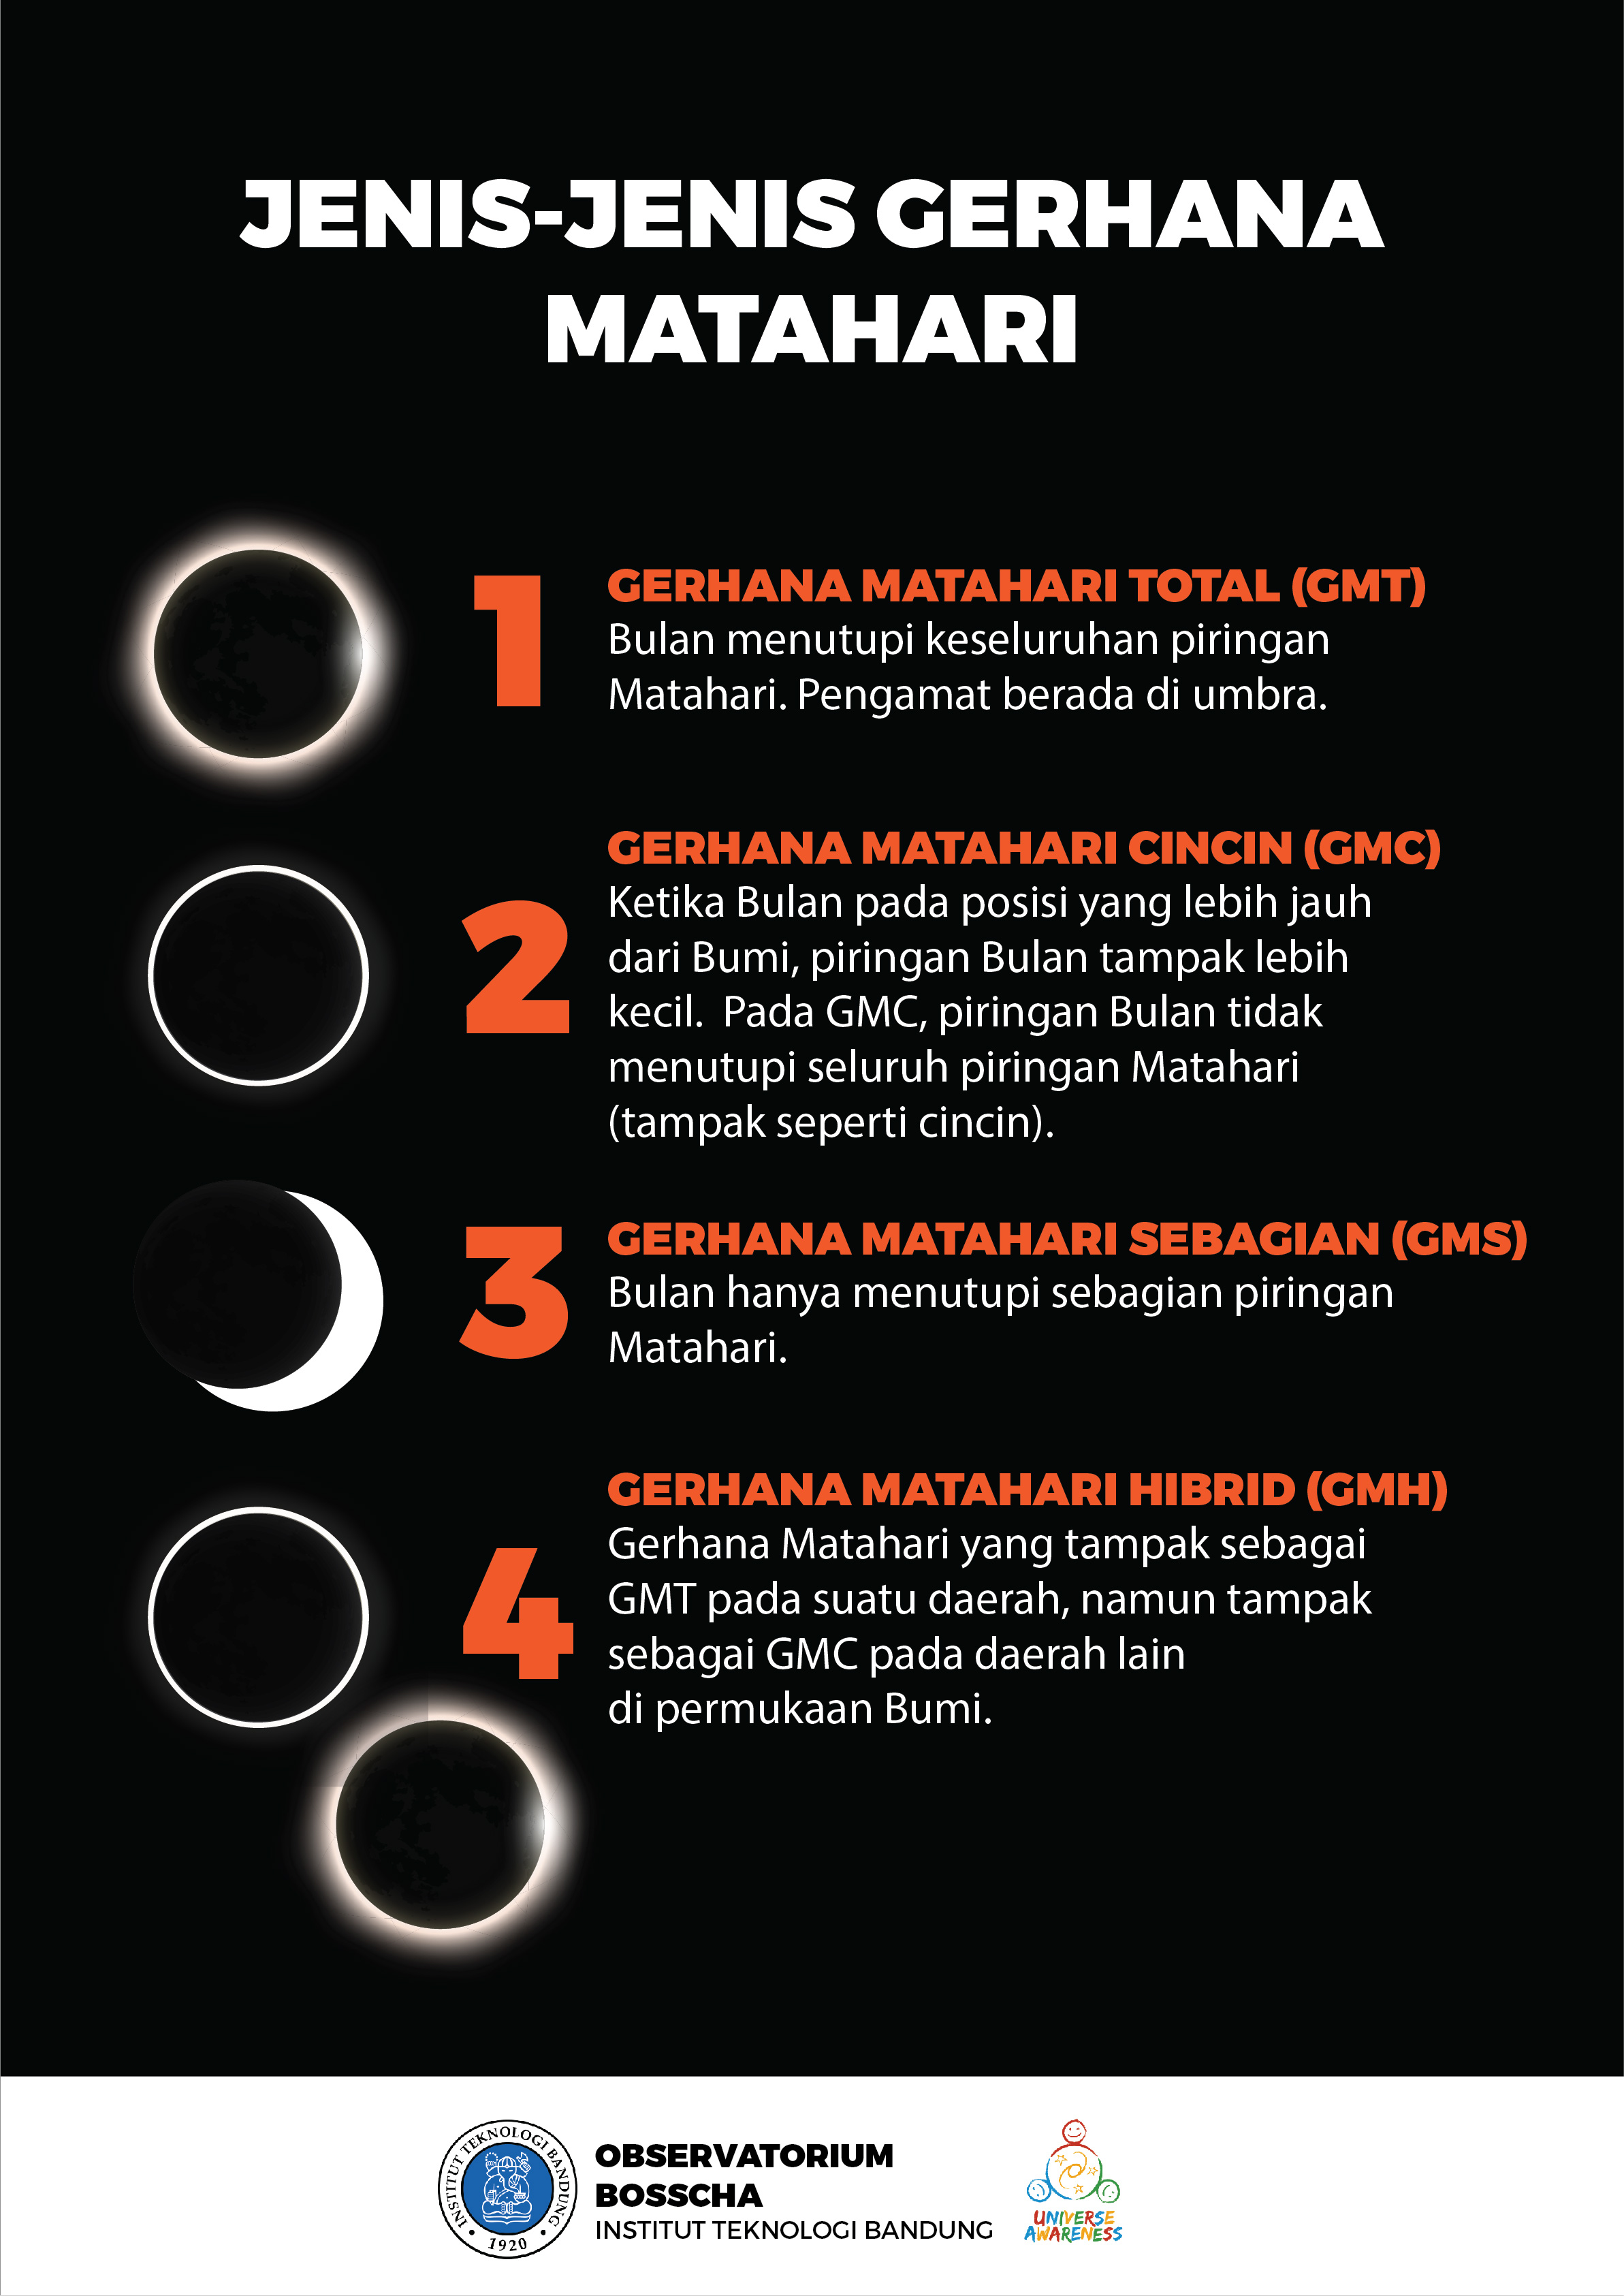 JENIS-JENIS GERHANA
MATAHARI
1
GERHANA MATAHARI TOTAL (GMT)
Bulan menutupi keseluruhan piringan
Matahari. Pengamat berada di umbra.
2
GERHANA MATAHARI CINCIN (GMC)
Ketika Bulan pada posisi yang lebih jauh
dari Bumi, piringan Bulan tampak lebih
kecil.  Pada GMC, piringan Bulan tidak
menutupi seluruh piringan Matahari
(tampak seperti cincin).
3
GERHANA MATAHARI SEBAGIAN (GMS)
Bulan hanya menutupi sebagian piringan
Matahari.
4
GERHANA MATAHARI HIBRID (GMH)
Gerhana Matahari yang tampak sebagai
GMT pada suatu daerah, namun tampak
sebagai GMC pada daerah lain
di permukaan Bumi.
INSTITUT TEKNOLOGI BANDUNG
1920
OBSERVATORIUM
BOSSCHA
INSTITUT TEKNOLOGI BANDUNG
UNIVERSE
AWARENESS